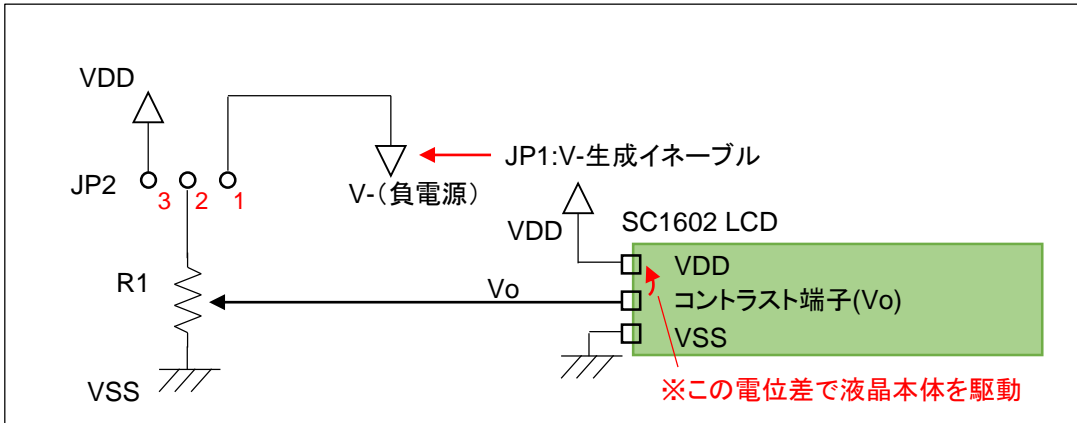 VDD
JP1:V-生成イネーブル
JP2
3
2
1
V-(負電源)
VDD
SC1602 LCD
VDD
R1
Vo
コントラスト端子(Vo)
VSS
VSS
※この電位差で液晶本体を駆動